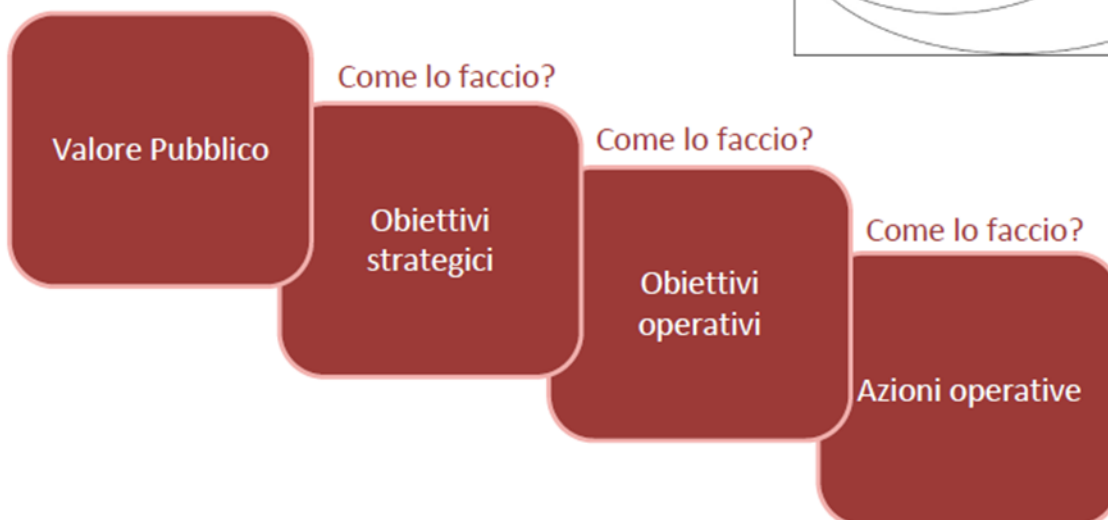 Valore Pubblico
Come lo faccio?
Obiettivi
strategici
Come lo faccio?
Obiettivi
operativi
Come lo faccio?
Azioni operative